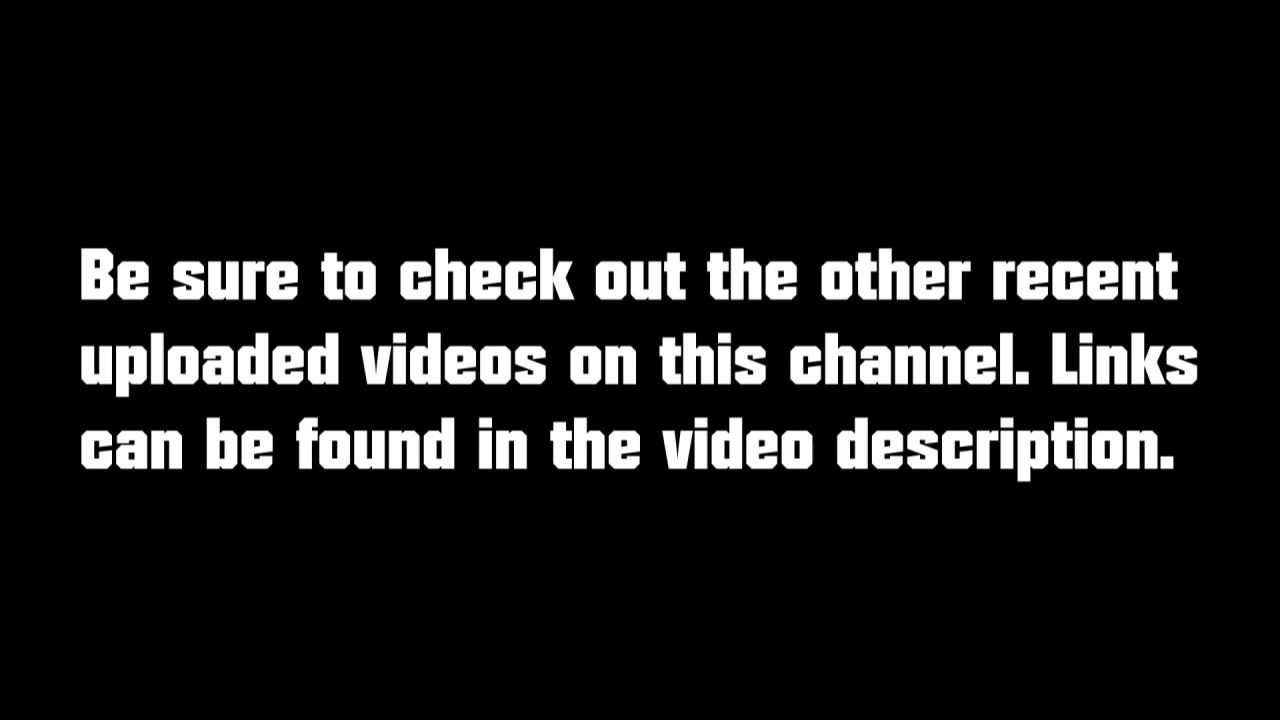 Be sure to check out the other recent
uploaded videos on this channel. Links
can be found in the video description.